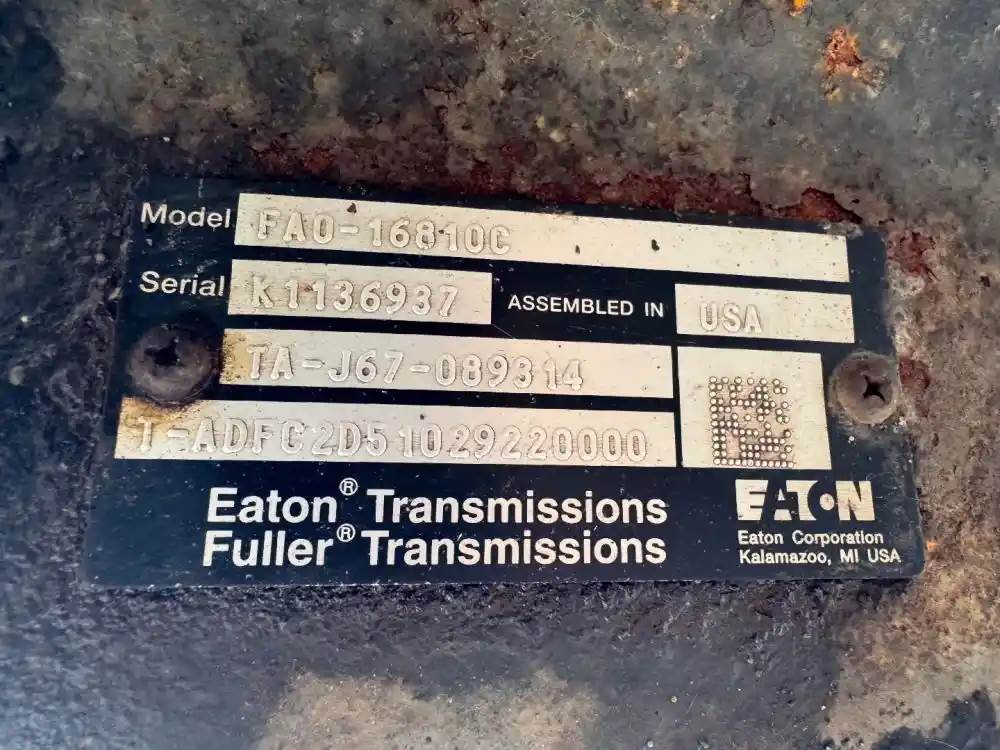 Model FAO-16810C
Serial K1136937 ASSEMBLED IN USA
TA-J67-089314
T-ADFC2D51029220000
Eaton® Transmissions
Fuller® Transmissions
EATON
Eaton Corporation
Kalamazoo, MI USA